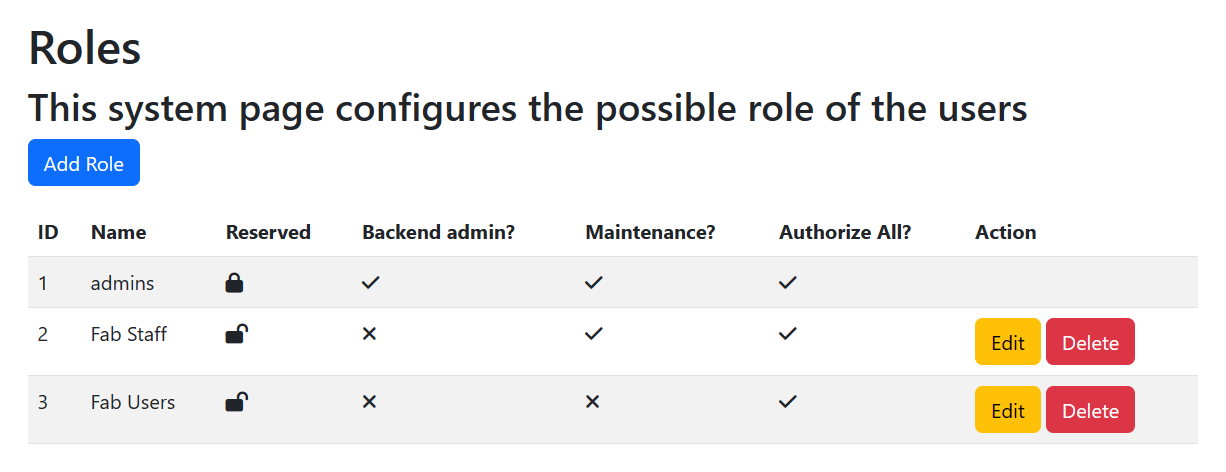 Roles
This system page configures the possible role of the users
Add Role
ID Name Reserved Backend admin? Maintenance? Authorize All? Action
1 admins
2 Fab Staff Edit Delete
3 Fab Users Edit Delete